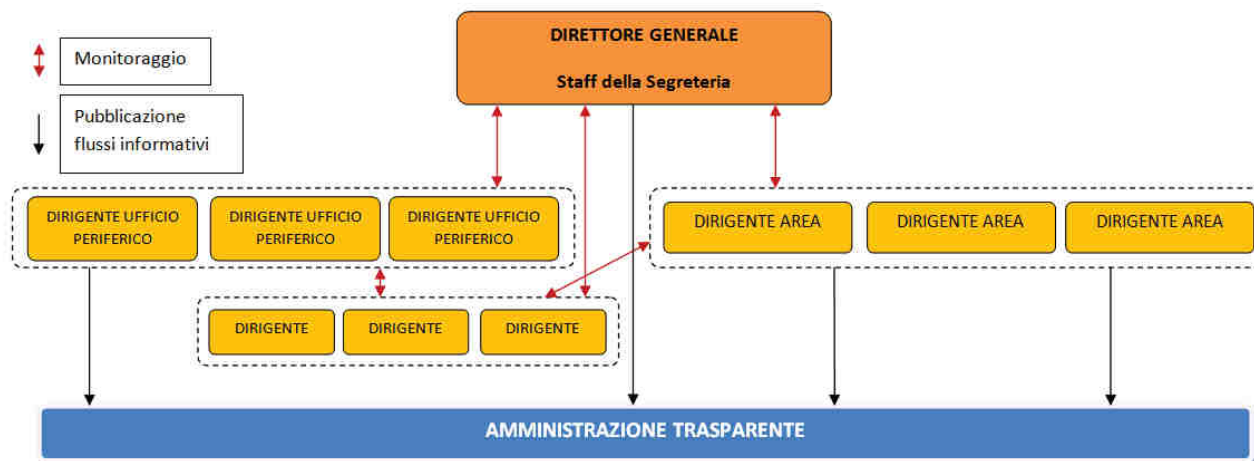 DIRETTORE GENERALE
Staff della Segreteria
Monitoraggio
Pubblicazione
flussi informativi
DIRIGENTE UFFICIO
PERIFERICO
DIRIGENTE UFFICIO
PERIFERICO
DIRIGENTE UFFICIO
PERIFERICO
DIRIGENTE AREA
DIRIGENTE AREA
DIRIGENTE AREA
DIRIGENTE
DIRIGENTE
DIRIGENTE
AMMINISTRAZIONE TRASPARENTE